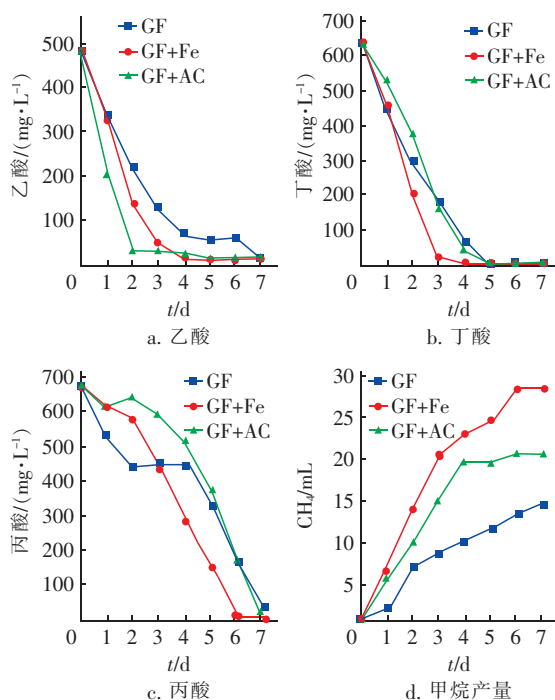 GF
GF+Fe
GF+AC
乙酸/(mg·L⁻¹)
500
400
300
200
100
0 1 2 3 4 5 6 7
t/d
a. 乙酸
GF
GF+Fe
GF+AC
丁酸/(mg·L⁻¹)
700
600
500
400
300
200
100
0 1 2 3 4 5 6 7
t/d
b. 丁酸
GF
GF+Fe
GF+AC
丙酸/(mg·L⁻¹)
700
600
500
400
300
200
100
0 1 2 3 4 5 6 7
t/d
c. 丙酸
GF
GF+Fe
GF+AC
CH₄/mL
30
25
20
15
10
5
0 1 2 3 4 5 6 7
t/d
d. 甲烷产量